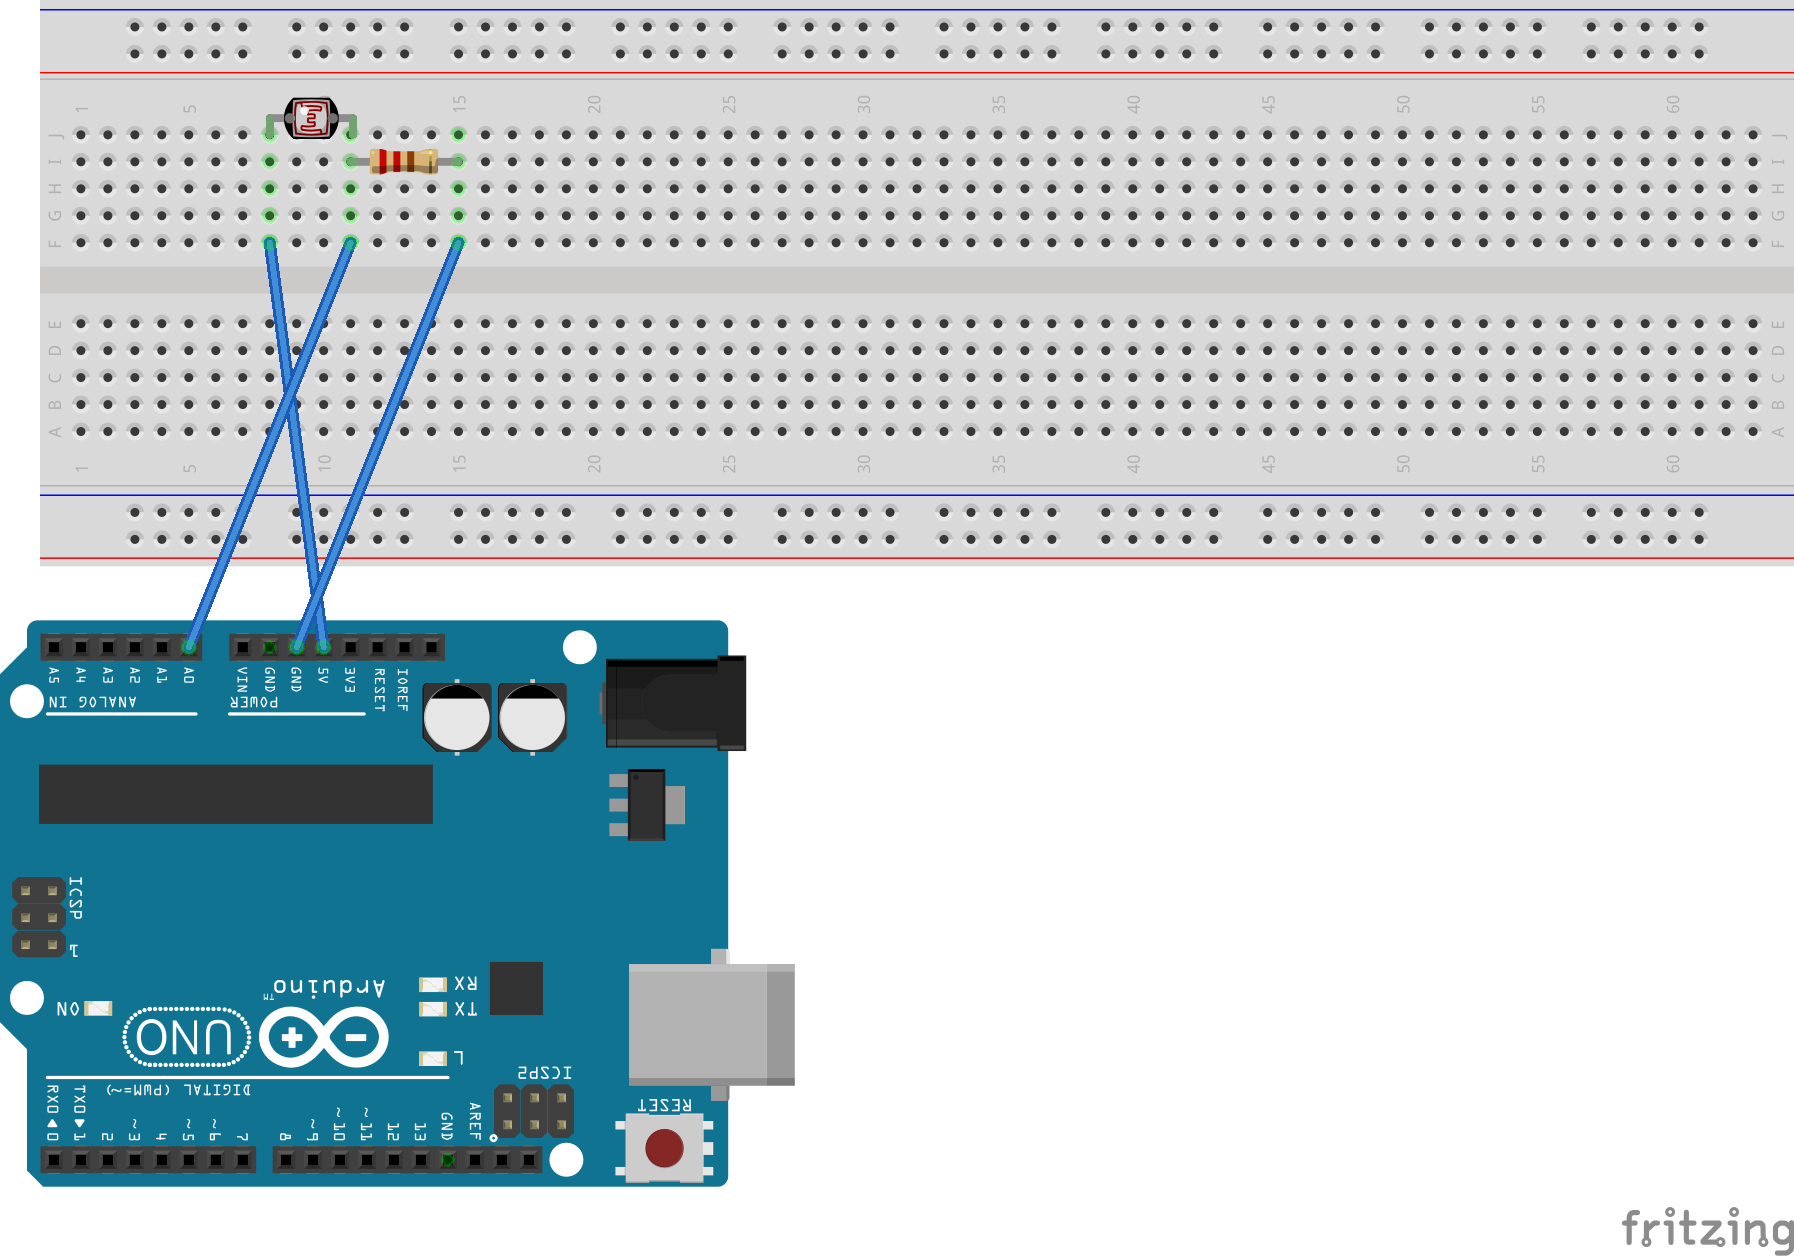 1 5 15 20 25 30 35 40 45 50 55 60
J J
I I
H H
G G
F F
E E
D D
C C
B B
A A
1 5 10 15 20 25 30 35 40 45 50 55 60
A5 A4 A3 A2 A1 A0 VIN GND GND 5V 3V3 RESET IOREF
ANALOG IN POWER
ICSP
1
ON
Arduino
TM
UNO
RX
TX
L
ICSP2
RESET
DIGITAL (PWM=~)
RX0 0 TX0 1 2 ~3 4 ~5 ~6 7 8 ~9 ~10 ~11 12 13 GND AREF
fritzing